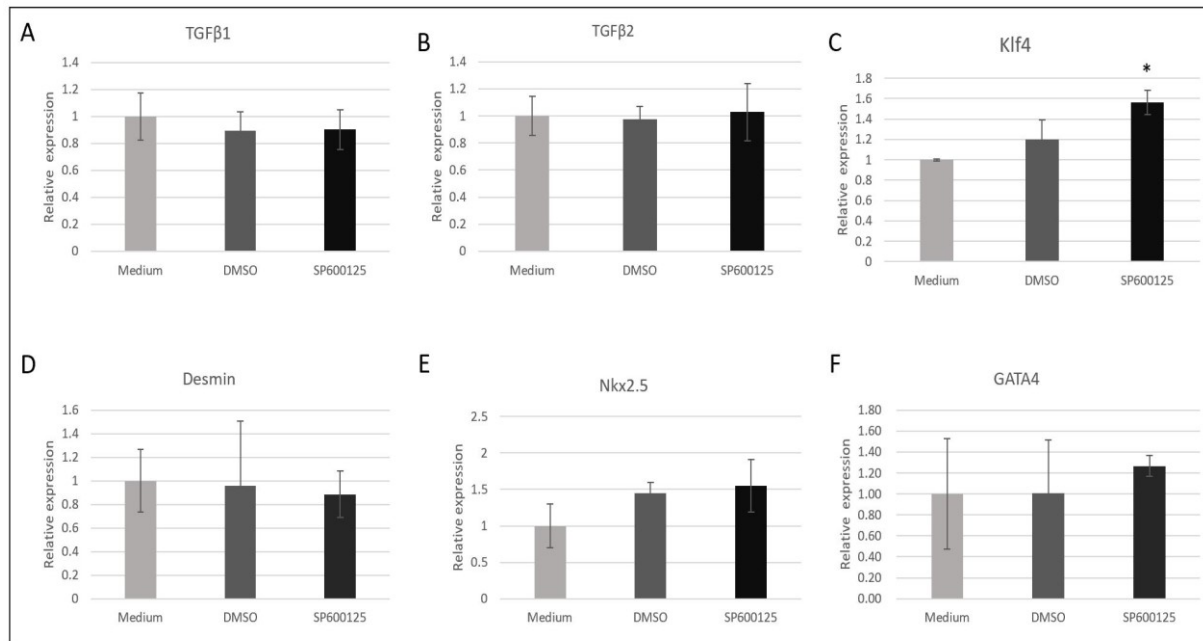 A
TGFβ1
Relative expression
1.4
1.2
1
0.8
0.6
0.4
0.2
0
Medium DMSO SP600125
B
TGFβ2
Relative expression
1.4
1.2
1
0.8
0.6
0.4
0.2
0
Medium DMSO SP600125
C
Klf4
Relative expression
1.8
1.6
1.4
1.2
1
0.8
0.6
0.4
0.2
0
*
Medium DMSO SP600125
D
Desmin
Relative expression
1.6
1.4
1.2
1
0.8
0.6
0.4
0.2
0
Medium DMSO SP600125
E
Nkx2.5
Relative expression
2.5
2
1.5
1
0.5
0
Medium DMSO SP600125
F
GATA4
Relative expression
1.80
1.60
1.40
1.20
1.00
0.80
0.60
0.40
0.20
0.00
Medium DMSO SP600125